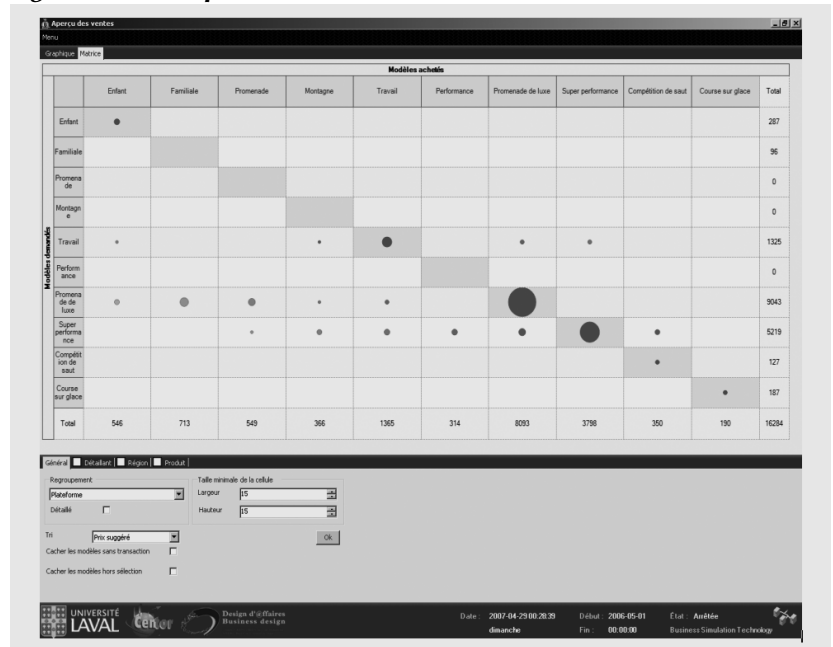 Aperçu des ventes
Menu
Graphique Matrice
Modèles achetés
Enfant Familiale Promenade Montagne Travail Performance Promenade de luxe Super performance Compétition de saut Course sur glace Total
Modèles demandés
Enfant 287
Familiale 96
Promena
de 0
Montagn
e 0
Travail 1325
Perform
ance 0
Promena
de de
luxe 9043
Super
performa
nce 5219
Compétit
ion de
saut 127
Course
sur glace 187
Total 546 713 549 366 1365 314 8093 3798 350 190 16284
Général Détaillant Région Produit
Regroupement Taille minimale de la cellule
Plateforme Largeur 15
Détaillé Hauteur 15
Tri Prix suggéré Ok
Cacher les modèles sans transaction
Cacher les modèles hors sélection
UNIVERSITÉ
LAVAL
Center
Design d'@ffaires
Business design
Date : 2007-04-29 00:28:39 Début : 2006-05-01 État : Arrêtée
dimanche Fin : 00:00:00 Business Simulation Technology